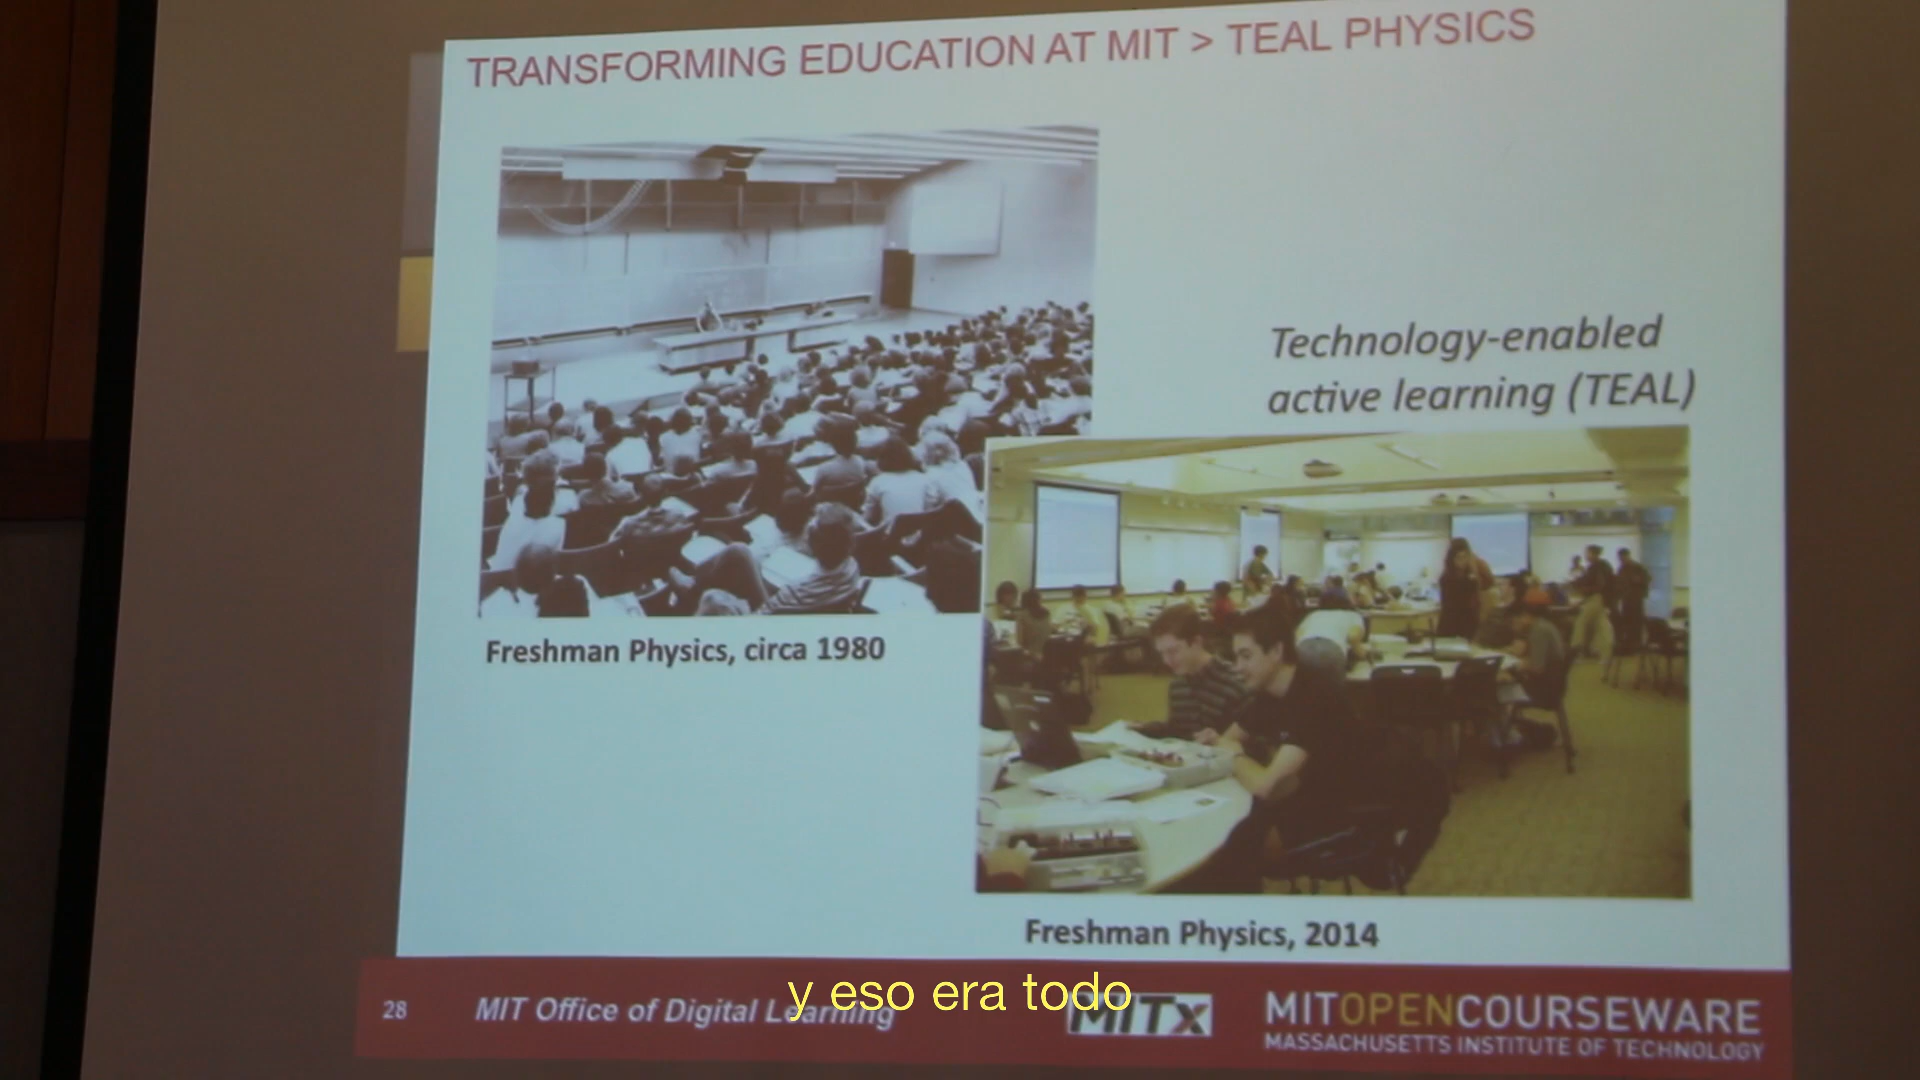 TRANSFORMING EDUCATION AT MIT > TEAL PHYSICS
Technology-enabled
active learning (TEAL)
Freshman Physics, circa 1980
Freshman Physics, 2014
y eso era todo
28
MIT Office of Digital Learning
MITx
MITOPENCOURSEWARE
MASSACHUSETTS INSTITUTE OF TECHNOLOGY